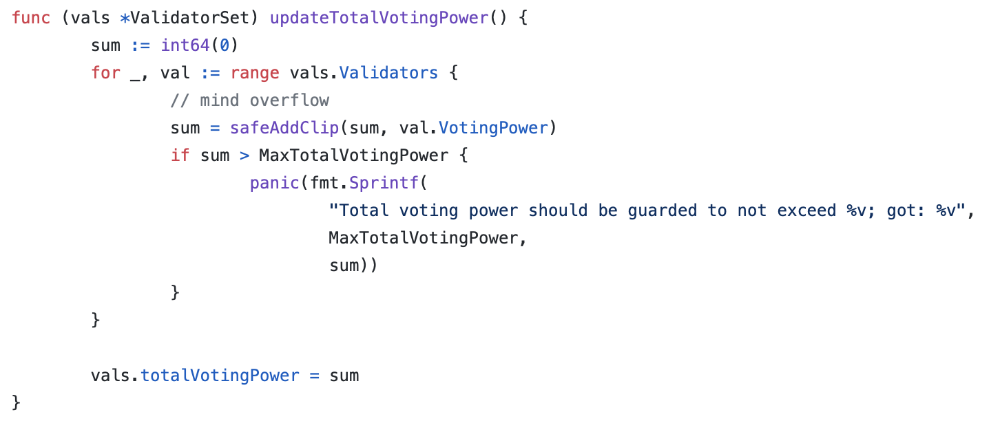 func (vals *ValidatorSet) updateTotalVotingPower() {
        sum := int64(0)
        for _, val := range vals.Validators {
                // mind overflow
                sum = safeAddClip(sum, val.VotingPower)
                if sum > MaxTotalVotingPower {
                        panic(fmt.Sprintf(
                                "Total voting power should be guarded to not exceed %v; got: %v",
                                MaxTotalVotingPower,
                                sum))
                }
        }

        vals.totalVotingPower = sum
}